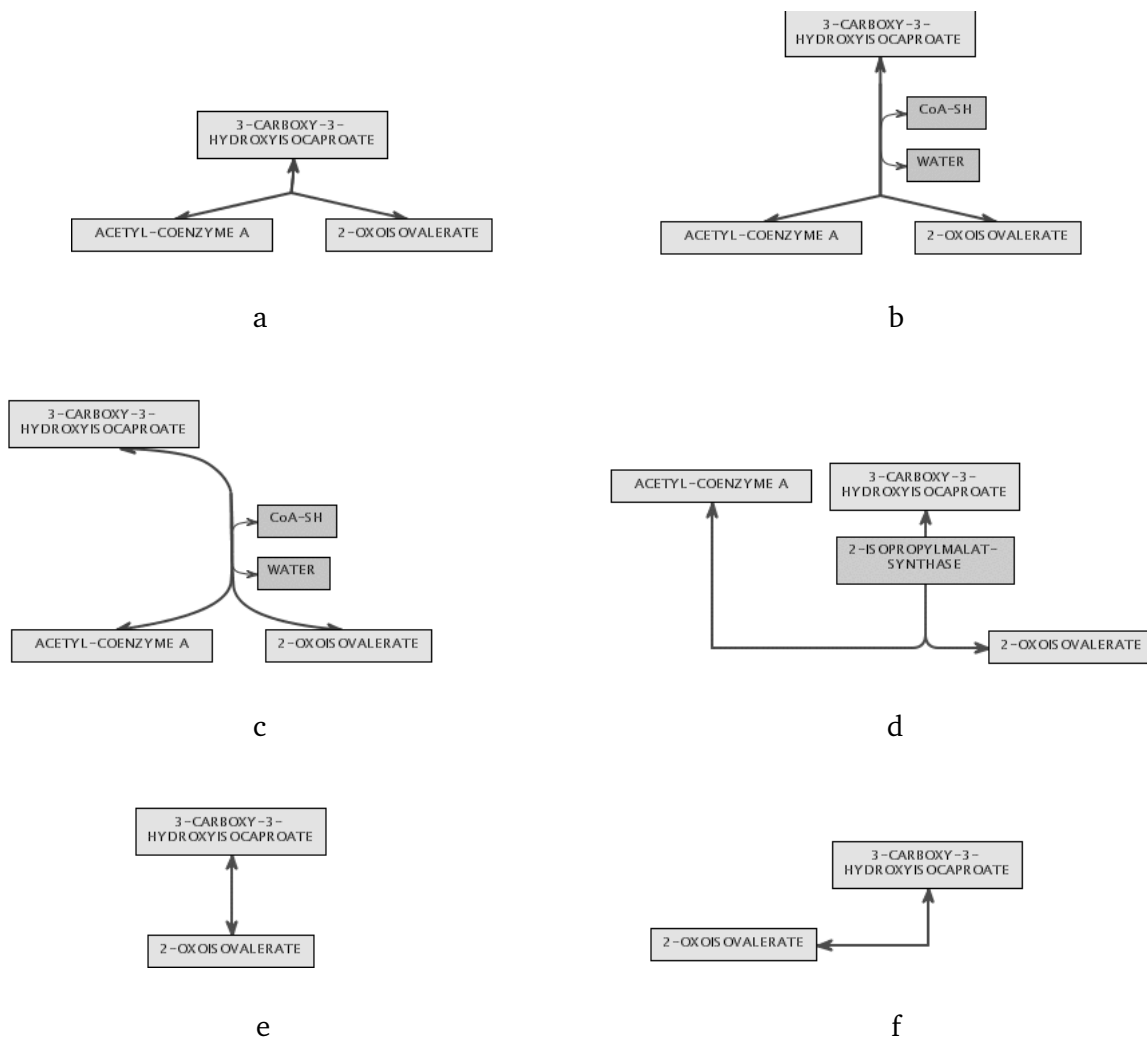 3-CARBOXY-3-
HYDROXYISOCAPROATE
ACETYL-COENZYME A
2-OXOISOVALERATE
a
3-CARBOXY-3-
HYDROXYISOCAPROATE
CoA-SH
WATER
ACETYL-COENZYME A
2-OXOISOVALERATE
b
3-CARBOXY-3-
HYDROXYISOCAPROATE
CoA-SH
WATER
ACETYL-COENZYME A
2-OXOISOVALERATE
c
ACETYL-COENZYME A
3-CARBOXY-3-
HYDROXYISOCAPROATE
2-ISOPROPYLMALAT-
SYNTHASE
2-OXOISOVALERATE
d
3-CARBOXY-3-
HYDROXYISOCAPROATE
2-OXOISOVALERATE
e
3-CARBOXY-3-
HYDROXYISOCAPROATE
2-OXOISOVALERATE
f